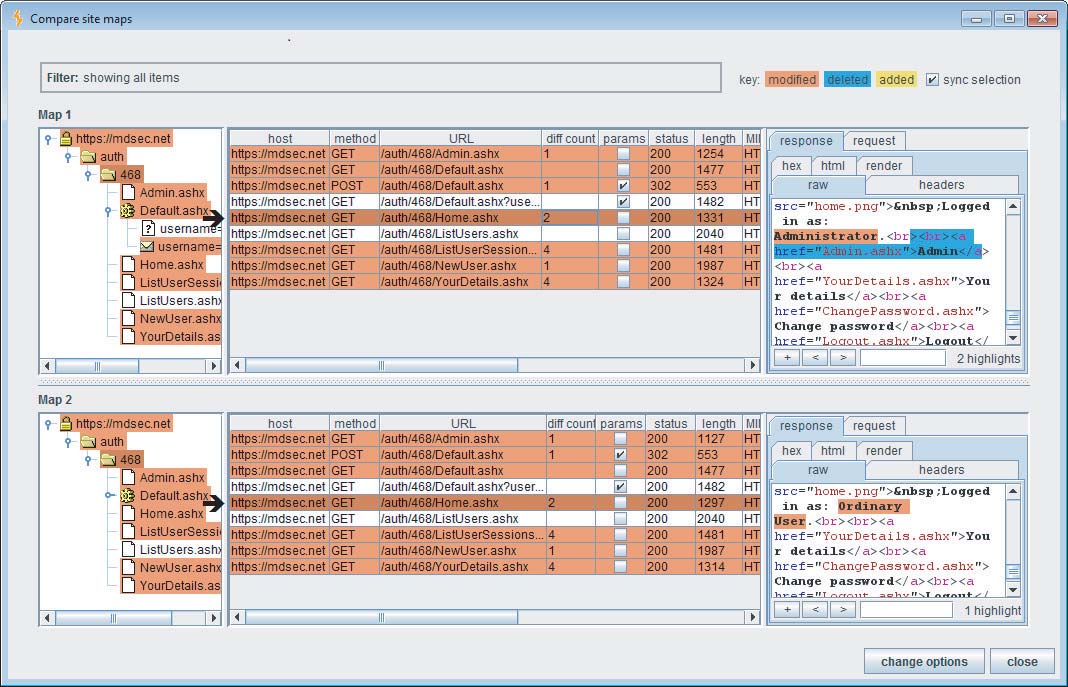 Compare site maps
Filter: showing all items
key: modified deleted added sync selection
Map 1
https://mdsec.net
auth
468
Admin.ashx
Default.ashx
username=
username=
Home.ashx
ListUserSessi
ListUsers.ashx
NewUser.ashx
YourDetails.as
host method URL diff count params status length MI
https://mdsec.net GET /auth/468/Admin.ashx 1 200 1254 HT
https://mdsec.net GET /auth/468/Default.ashx 200 1477 HT
https://mdsec.net POST /auth/468/Default.ashx 1 302 553 HT
https://mdsec.net GET /auth/468/Default.ashx?use... 200 1482 HT
https://mdsec.net GET /auth/468/Home.ashx 2 200 1331 HT
https://mdsec.net GET /auth/468/ListUsers.ashx 200 2040 HT
https://mdsec.net GET /auth/468/ListUserSession... 4 200 1481 HT
https://mdsec.net GET /auth/468/NewUser.ashx 1 200 1987 HT
https://mdsec.net GET /auth/468/YourDetails.ashx 4 200 1324 HT
response request
hex html render
raw headers
src="home.png">&nbsp;Logged
in as:
Administrator.<br><br><a
href="Admin.ashx">Admin</a>
<br><a
href="YourDetails.ashx">You
r details</a><br><a
href="ChangePassword.ashx">
Change password</a><br><a
href="Logout.ashx">Logout</
+ < > 2 highlights
Map 2
https://mdsec.net
auth
468
Admin.ashx
Default.ashx
Home.ashx
ListUserSessi
ListUsers.ashx
NewUser.ashx
YourDetails.as
host method URL diff count params status length MI
https://mdsec.net GET /auth/468/Admin.ashx 1 200 1127 HT
https://mdsec.net POST /auth/468/Default.ashx 1 302 553 HT
https://mdsec.net GET /auth/468/Default.ashx 200 1477 HT
https://mdsec.net GET /auth/468/Default.ashx?user... 200 1482 HT
https://mdsec.net GET /auth/468/Home.ashx 2 200 1297 HT
https://mdsec.net GET /auth/468/ListUsers.ashx 200 2040 HT
https://mdsec.net GET /auth/468/ListUserSessions... 4 200 1481 HT
https://mdsec.net GET /auth/468/NewUser.ashx 1 200 1987 HT
https://mdsec.net GET /auth/468/YourDetails.ashx 4 200 1314 HT
response request
hex html render
raw headers
src="home.png">&nbsp;Logged
in as: Ordinary
User.<br><br><a
href="YourDetails.ashx">You
r details</a><br><a
href="ChangePassword.ashx">
Change password</a><br><a
href="Logout.ashx">Logout</
+ < > 1 highlight
change options close